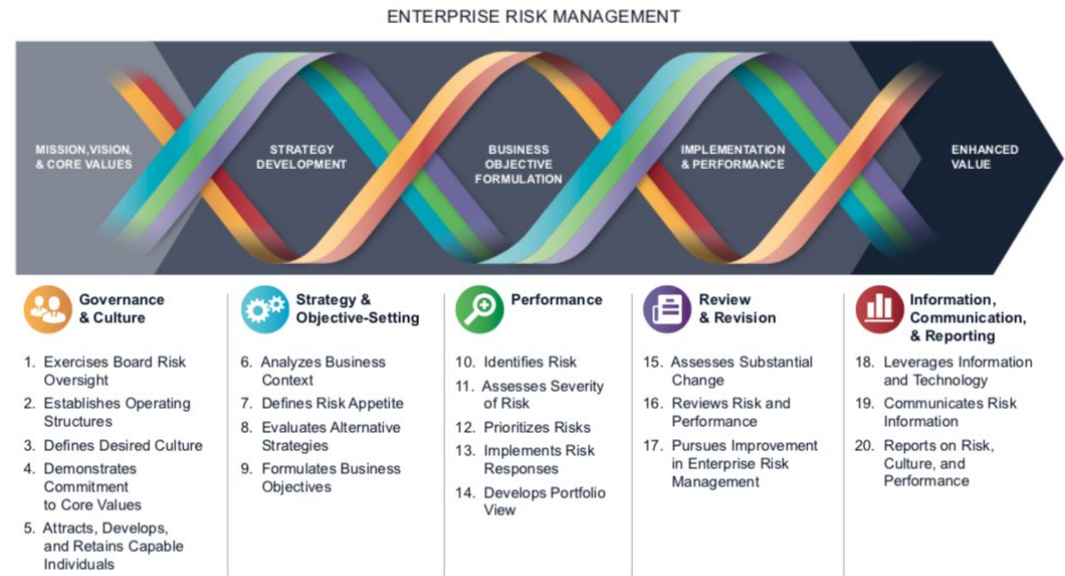 ENTERPRISE RISK MANAGEMENT
MISSION,VISION,
& CORE VALUES
STRATEGY
DEVELOPMENT
BUSINESS
OBJECTIVE
FORMULATION
IMPLEMENTATION
& PERFORMANCE
ENHANCED
VALUE
Governance
& Culture
1. Exercises Board Risk
Oversight
2. Establishes Operating
Structures
3. Defines Desired Culture
4. Demonstrates
Commitment
to Core Values
5. Attracts, Develops,
and Retains Capable
Individuals
Strategy &
Objective-Setting
6. Analyzes Business
Context
7. Defines Risk Appetite
8. Evaluates Alternative
Strategies
9. Formulates Business
Objectives
Performance
10. Identifies Risk
11. Assesses Severity
of Risk
12. Prioritizes Risks
13. Implements Risk
Responses
14. Develops Portfolio
View
Review
& Revision
15. Assesses Substantial
Change
16. Reviews Risk and
Performance
17. Pursues Improvement
in Enterprise Risk
Management
Information,
Communication,
& Reporting
18. Leverages Information
and Technology
19. Communicates Risk
Information
20. Reports on Risk,
Culture, and
Performance